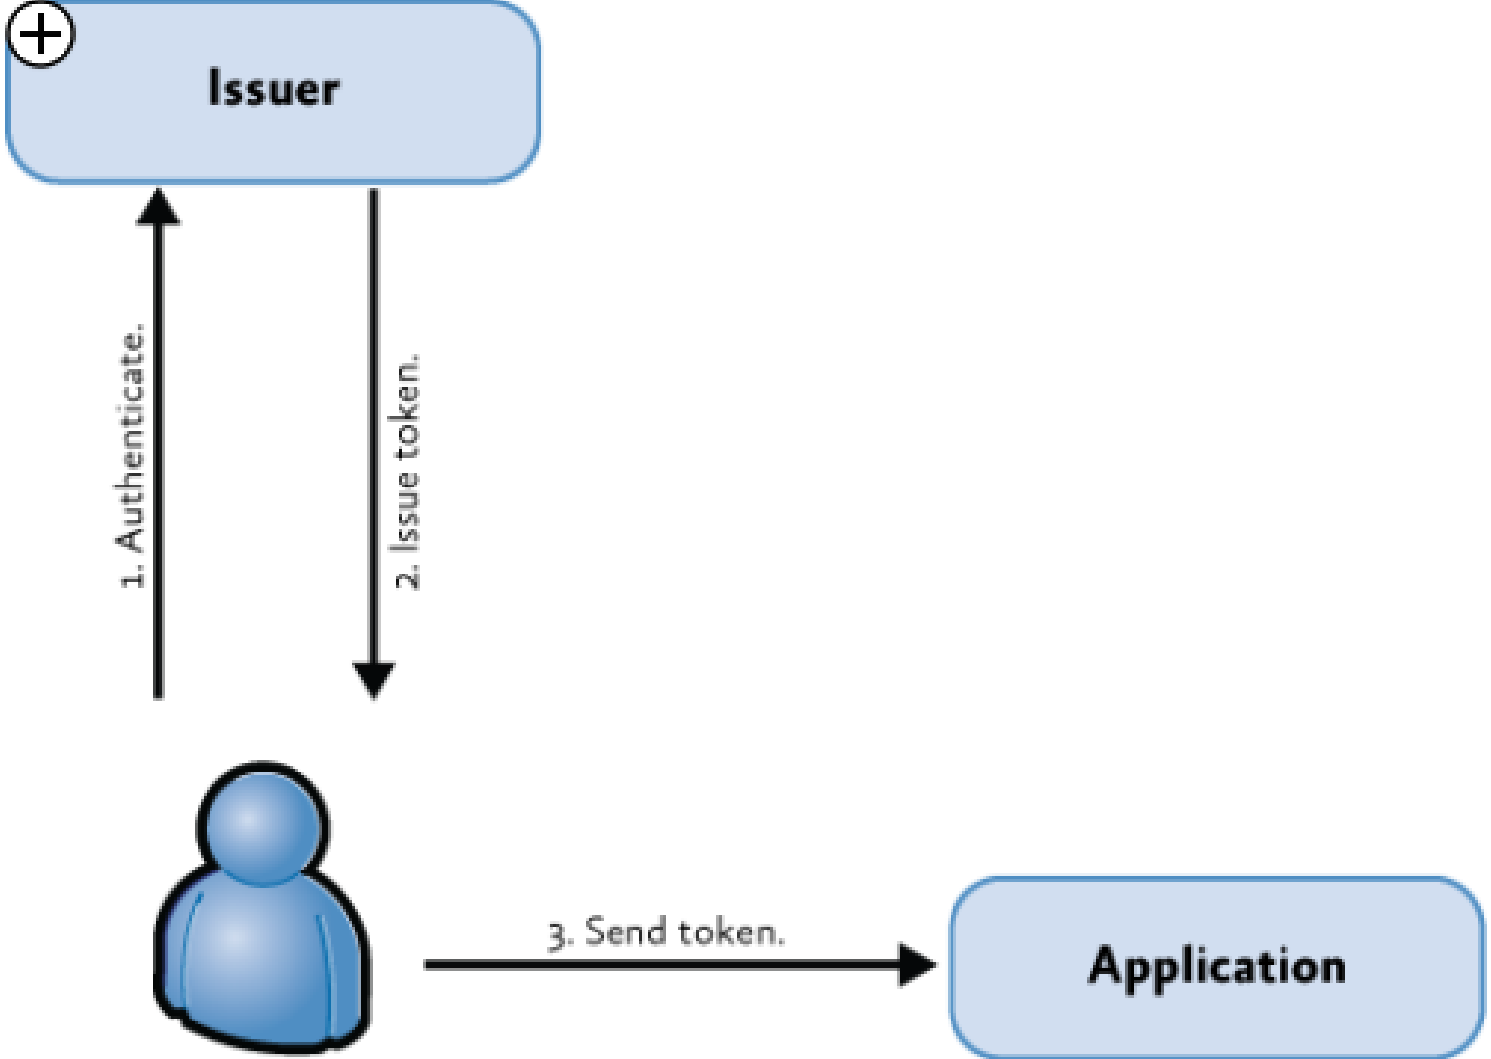 Issuer
1. Authenticate.
2. Issue token.
3. Send token.
Application